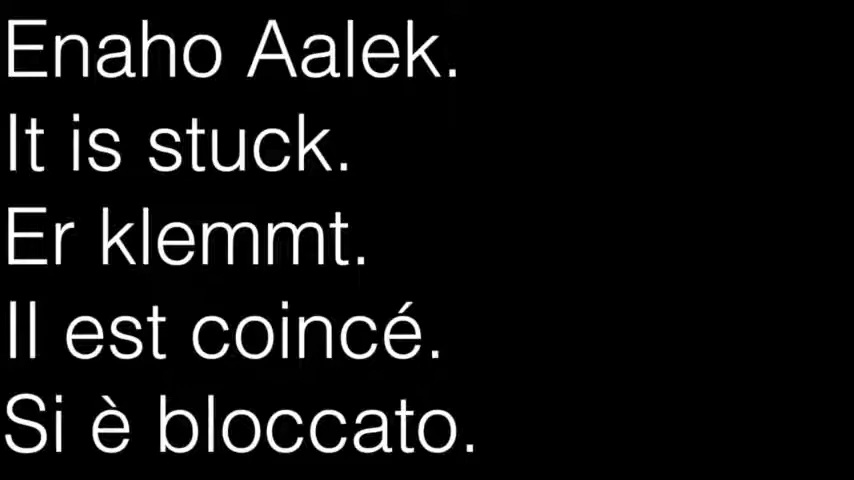 Enaho Aalek.
It is stuck.
Er klemmt.
Il est coincé.
Si è bloccato.